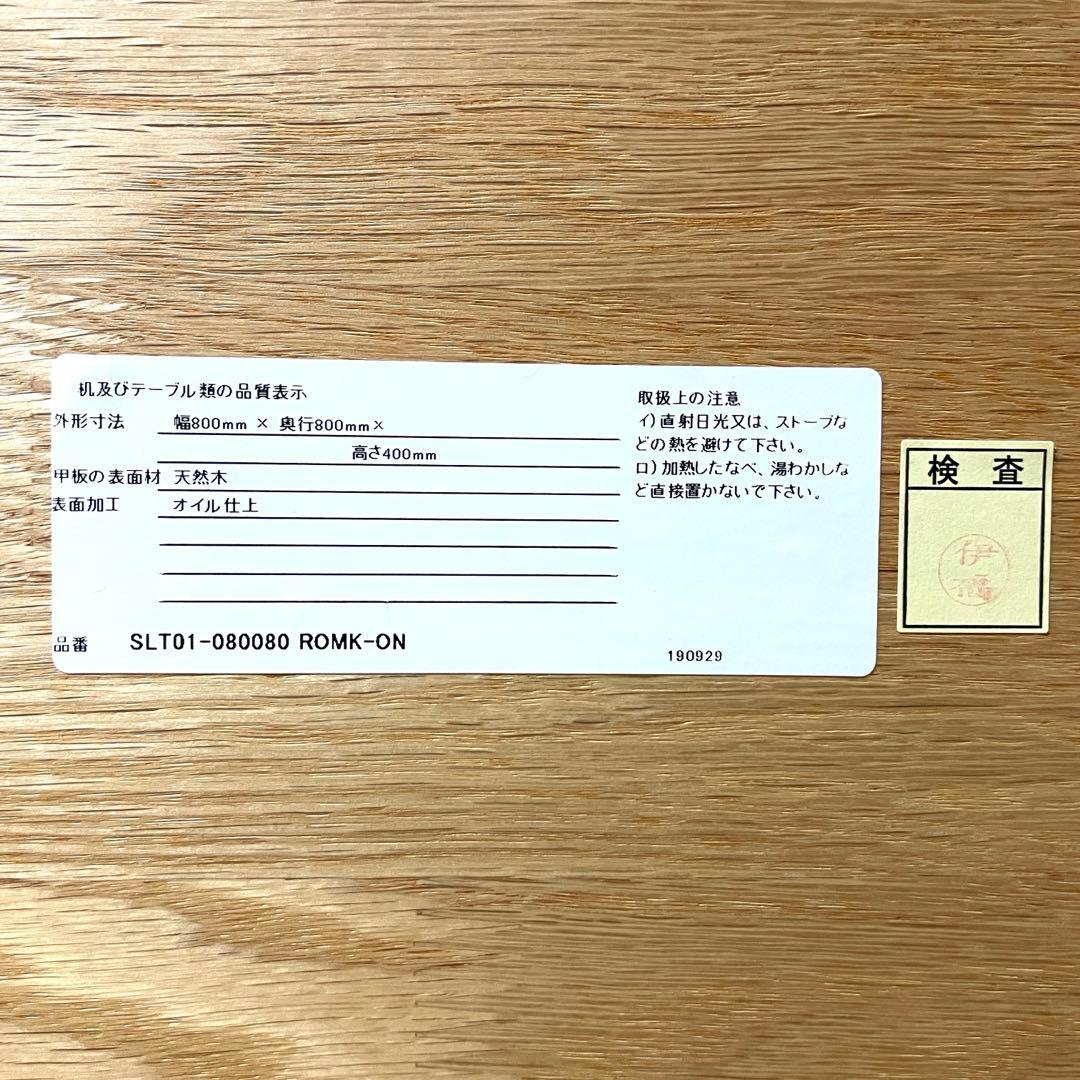 机及びテーブル類の品質表示
外形寸法 幅800mm × 奥行800mm×
高さ400mm
甲板の表面材 天然木
表面加工 オイル仕上
品番 SLT01-080080 ROMK-ON
190929
取扱上の注意
イ)直射日光又は、ストーブな
どの熱を避けて下さい。
ロ)加熱したなべ、湯わかしな
ど直接置かないで下さい。
検 査
伊